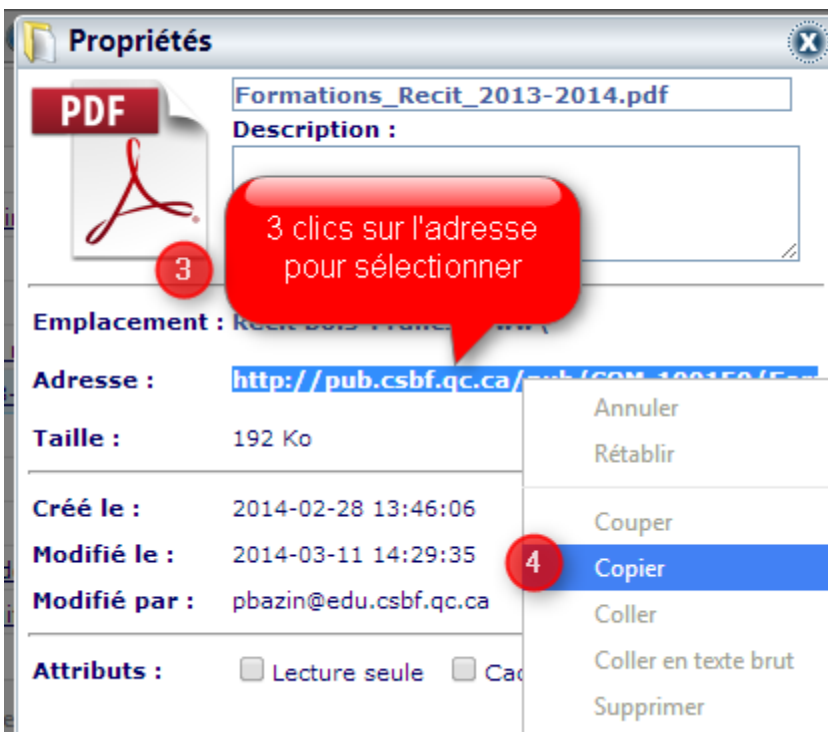 Propriétés
PDF
Formations_Recit_2013-2014.pdf
Description :
3 clics sur l'adresse
pour sélectionner
3
Emplacement :
Adresse : http://pub.csbf.qc.ca/pub/
Annuler
Taille : 192 Ko
Rétablir
Créé le : 2014-02-28 13:46:06
Couper
Modifié le : 2014-03-11 14:29:35
4 Copier
Modifié par : pbazin@edu.csbf.qc.ca
Coller
Coller en texte brut
Attributs : Lecture seule
Supprimer